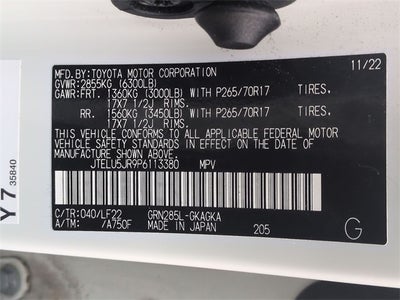 MFD. BY: TOYOTA MOTOR CORPORATION 11/22
GVWR: 2855KG (6300LB)
GAWR: FRT. 1360KG (3000LB) WITH P265/70R17 TIRES,
17X7 1/2J RIMS.
RR. 1560KG (3450LB) WITH P265/70R17 TIRES,
17X7 1/2J RIMS.
THIS VEHICLE CONFORMS TO ALL APPLICABLE FEDERAL MOTOR
VEHICLE SAFETY AND BUMPER STANDARDS IN EFFECT ON THE DATE
OF MANUFACTURE SHOWN ABOVE.
JTELU5JR9P6113380 MPV
C/TR: 040/LF22 GRN285L-GKAGKA
A/TM: /A750F MADE IN JAPAN 205
G
Y 7
35840